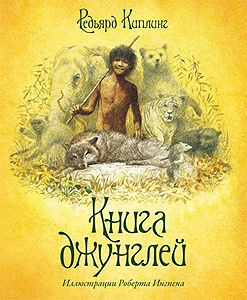 Редьярд Киплинг
Книга
джунглей
Иллюстрации Роберта Ингпена